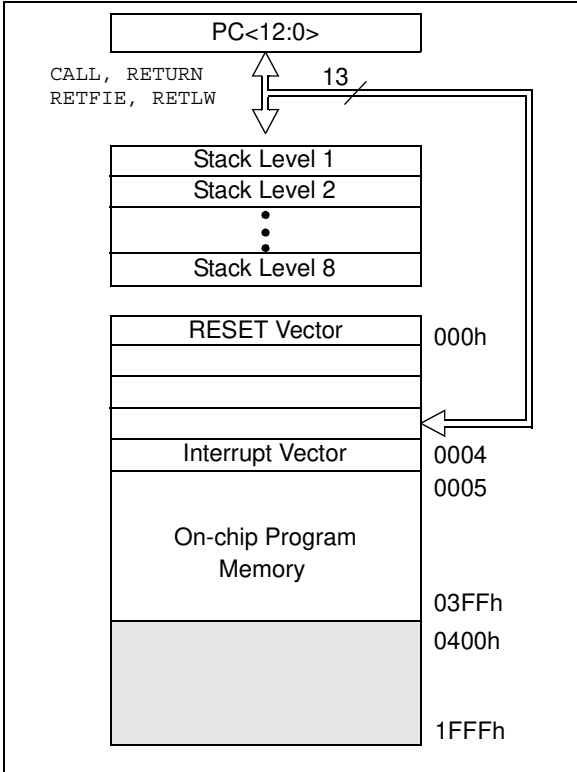 PC<12:0>
CALL, RETURN
RETFIE, RETLW
13
Stack Level 1
Stack Level 2
Stack Level 8
RESET Vector
000h
Interrupt Vector
0004
0005
On-chip Program
Memory
03FFh
0400h
1FFFh